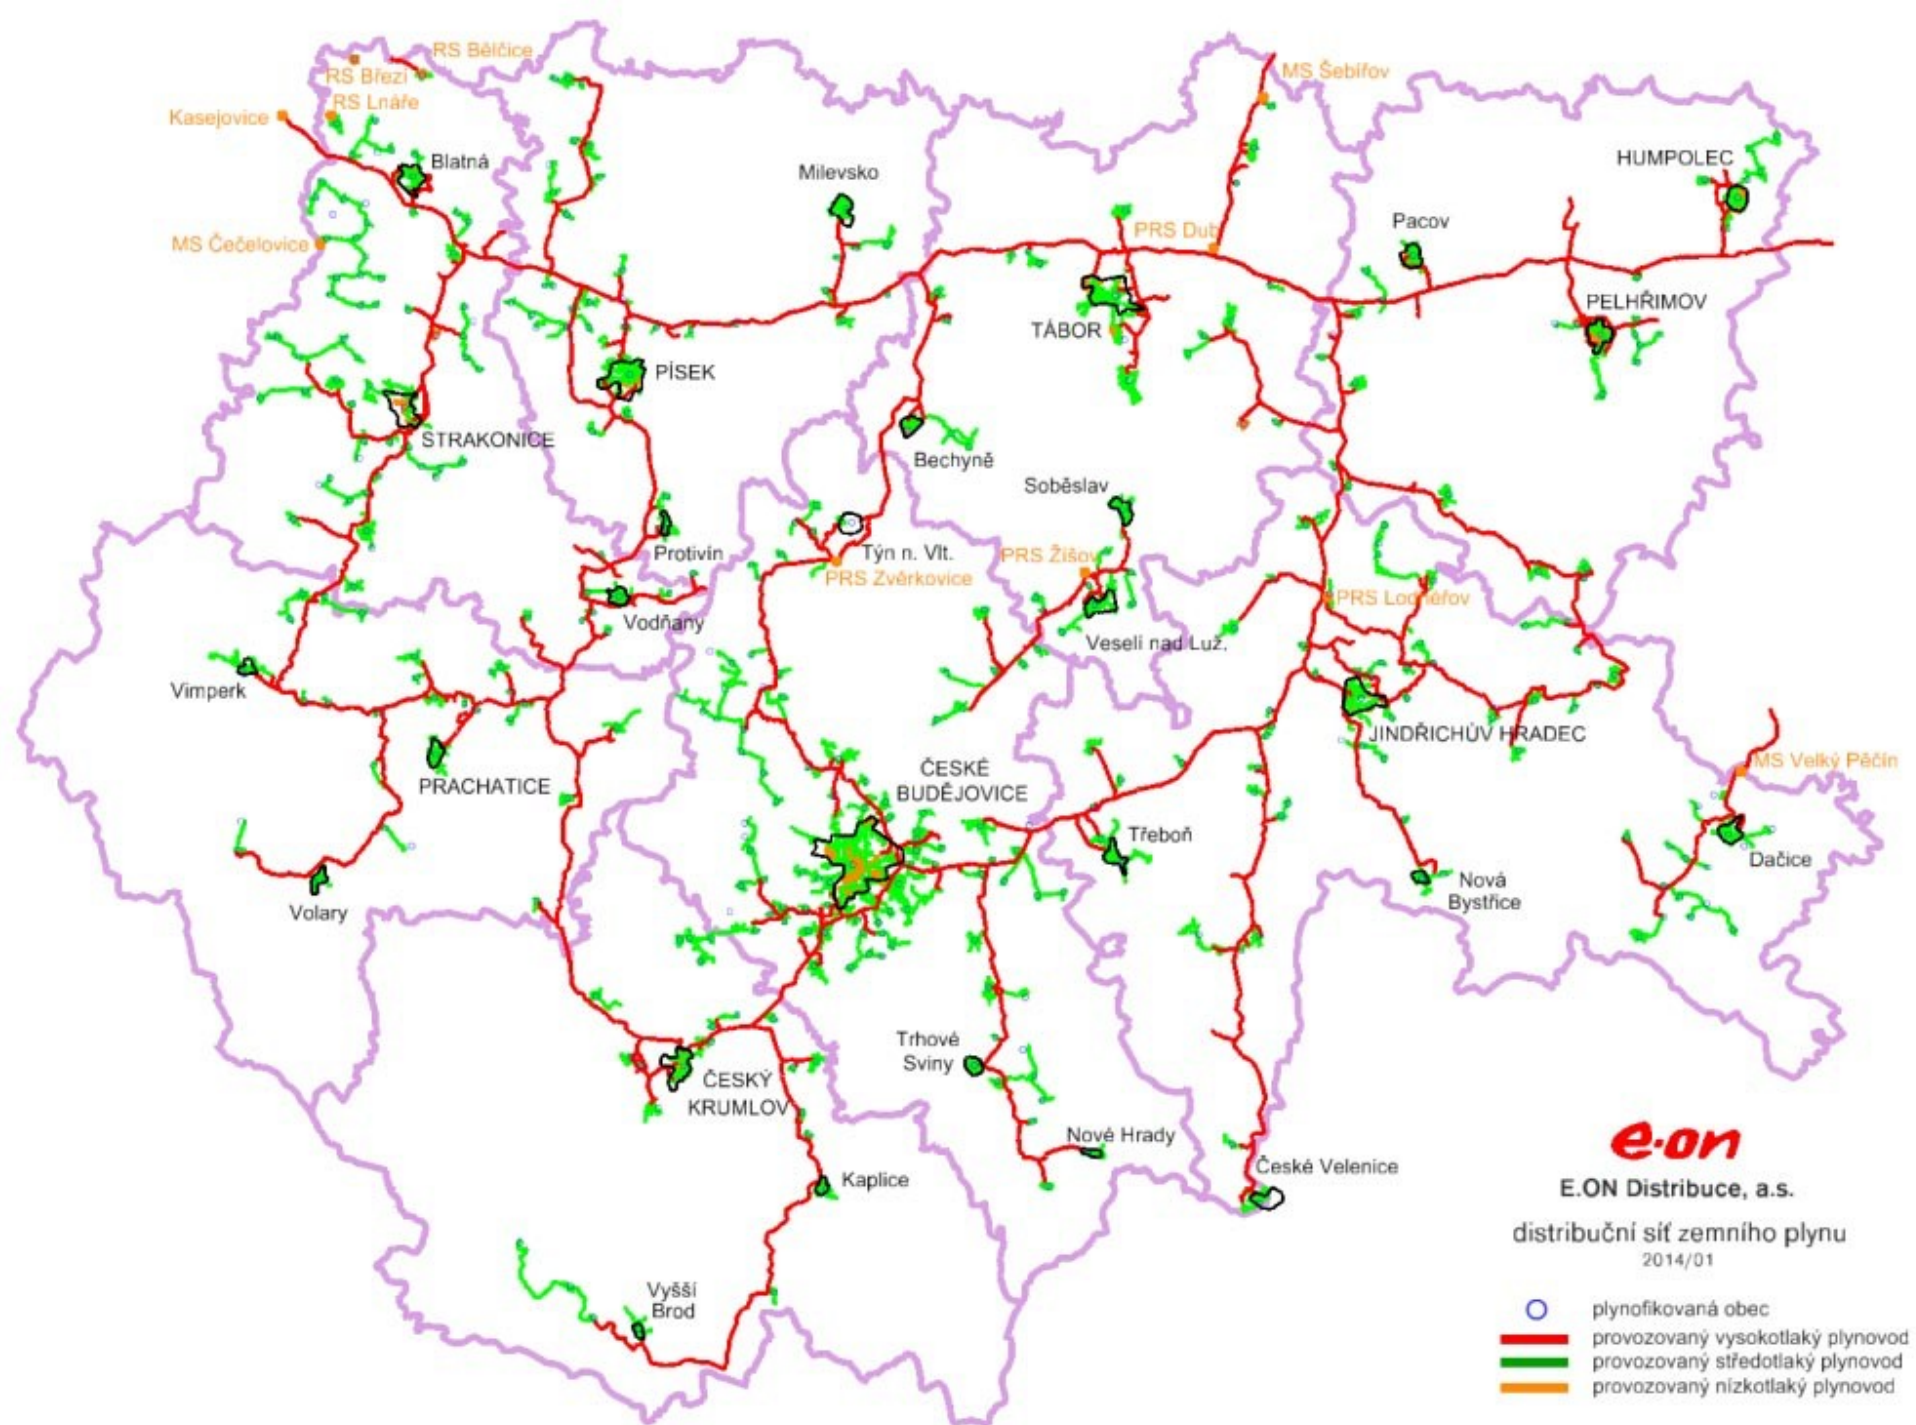 RS Bělčice
RS Březí
RS Lnáře
Kasejovice
MS Šebířov
Blatná
Milevsko
HUMPOLEC
MS Čečelovice
PRS Dub
Pacov
TÁBOR
PELHŘIMOV
PÍSEK
STRAKONICE
Bechyně
Soběslav
Protivín
Týn n. Vlt.
PRS Zvěrkovice
PRS Žíšov
PRS Lodhéřov
Vodňany
Veselí nad Luž.
Vimperk
JINDŘICHŮV HRADEC
PRACHATICE
ČESKÉ
BUDĚJOVICE
MS Velký Pěčín
Třeboň
Dačice
Volary
Nová
Bystřice
Trhové
Sviny
ČESKÝ
KRUMLOV
Nové Hrady
Kaplice
České Velenice
Vyšší
Brod
e·on
E.ON Distribuce, a.s.
distribuční síť zemního plynu
2014/01
plynofikovaná obec
provozovaný vysokotlaký plynovod
provozovaný středotlaký plynovod
provozovaný nízkotlaký plynovod